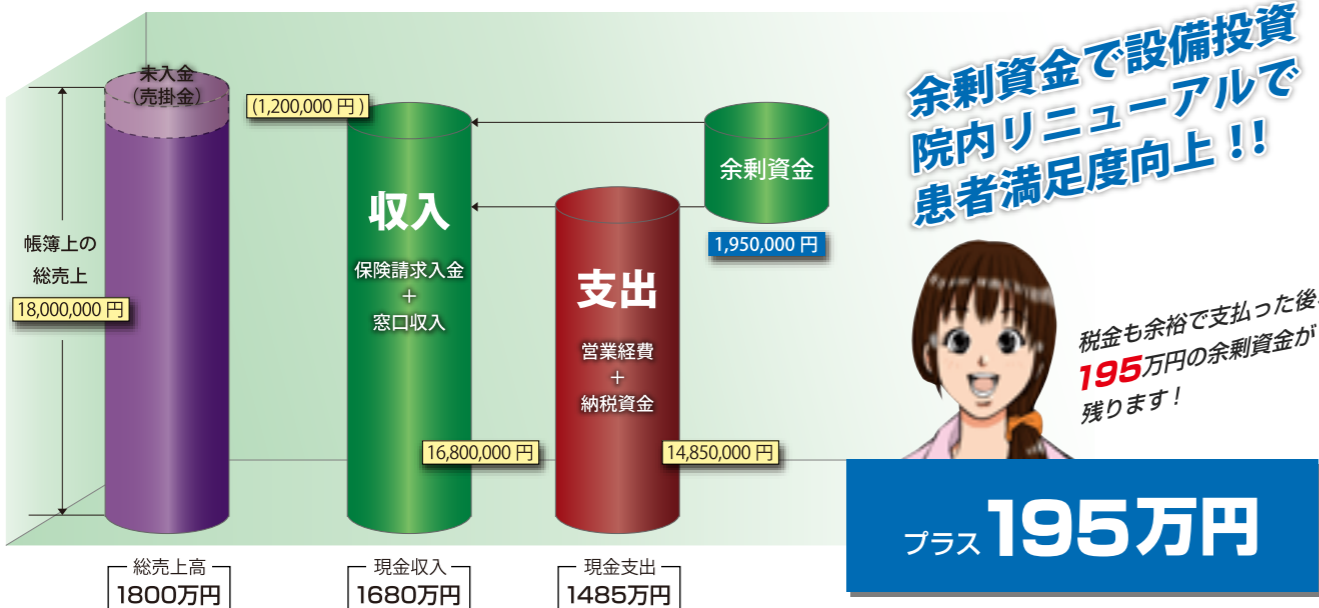 未入金
(売掛金)
(1,200,000 円 )
帳簿上の
総売上
18,000,000 円
収入
保険請求入金
+
窓口収入
16,800,000 円
支出
営業経費
+
納税資金
14,850,000 円
余剰資金
1,950,000 円
余剰資金で設備投資
院内リニューアルで
患者満足度向上!!
税金も余裕で支払った後、
195万円の余剰資金が
残ります!
プラス195万円
総売上高
1800万円
現金収入
1680万円
現金支出
1485万円